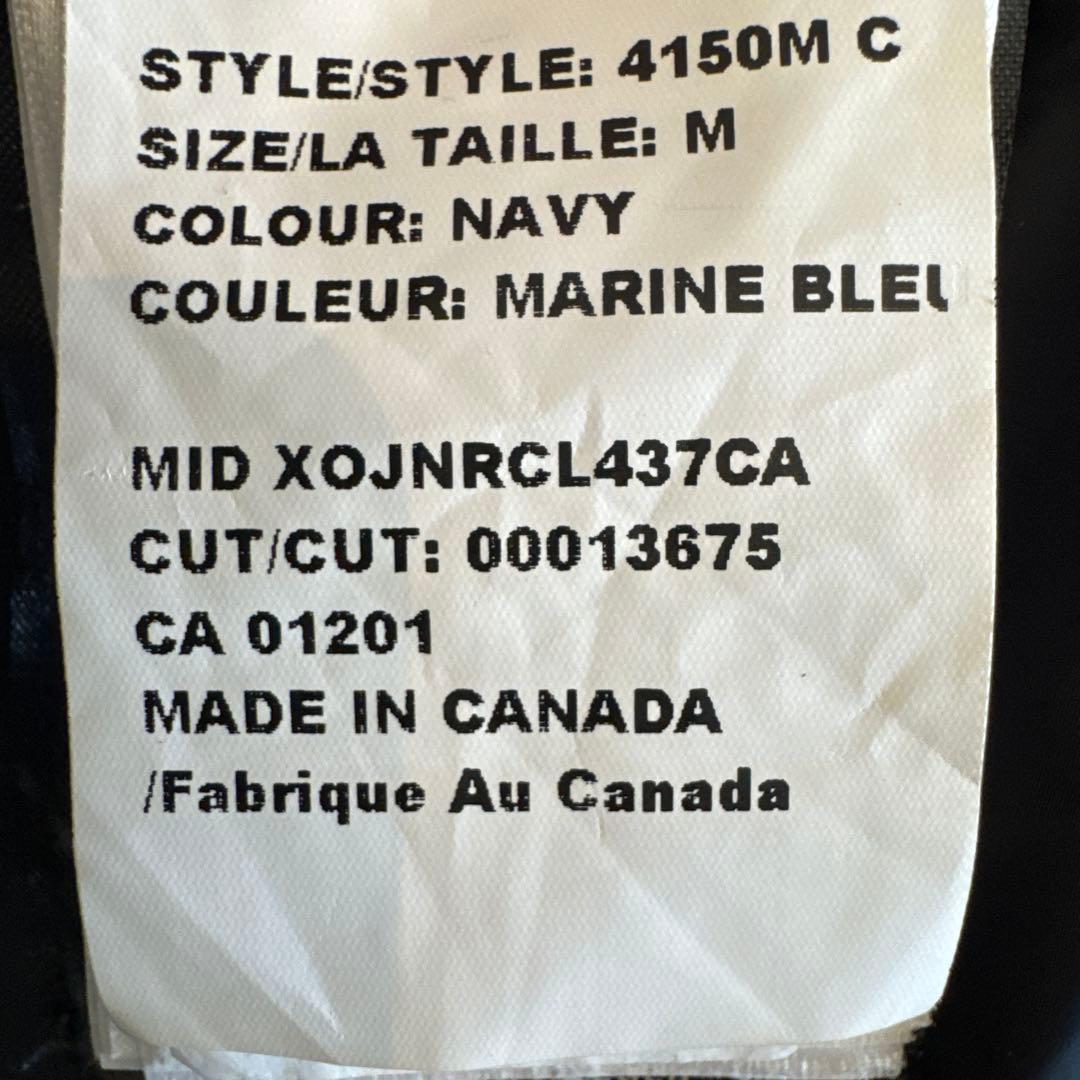 STYLE/STYLE: 4150M C
SIZE/LA TAILLE: M
COLOUR: NAVY
COULEUR: MARINE BLEU
MID XOJNRCL437CA
CUT/CUT: 00013675
CA 01201
MADE IN CANADA
/Fabrique Au Canada